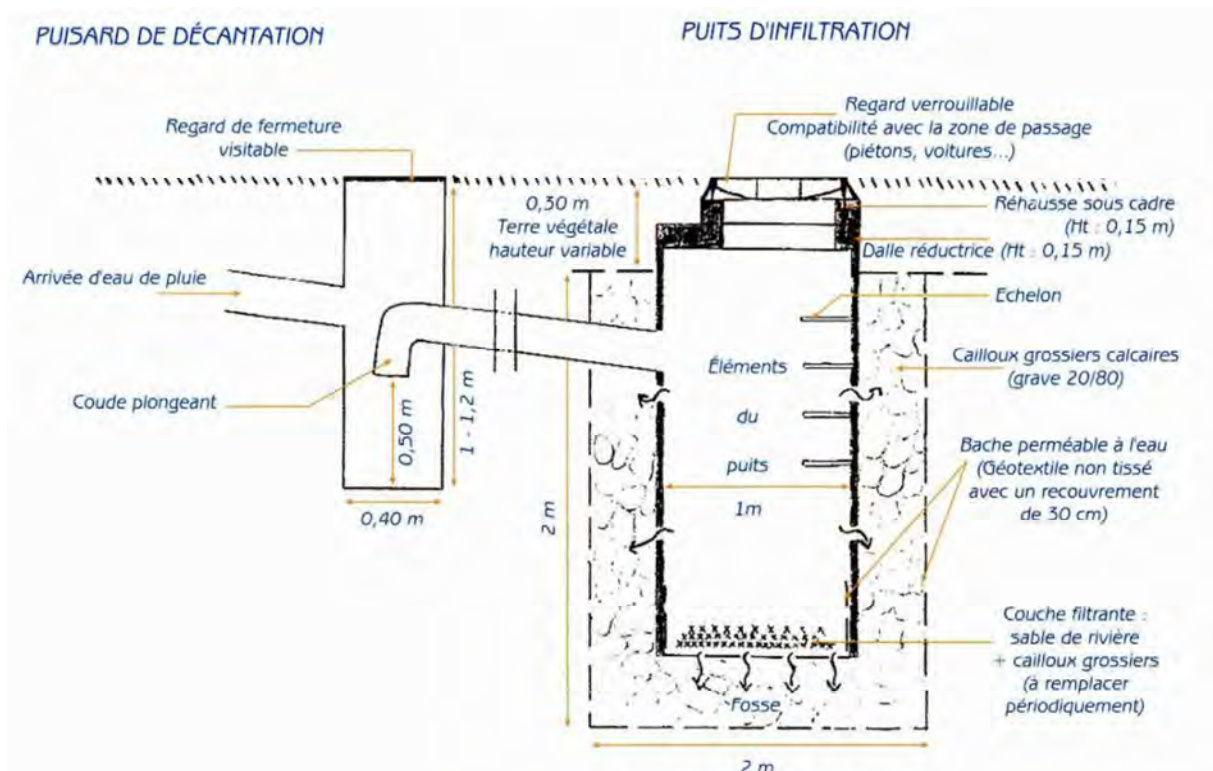 PUISARD DE DÉCANTATION
PUITS D'INFILTRATION
Regard de fermeture
visitable
Regard verrouillable
Compatibilité avec la zone de passage
(piétons, voitures...)
0,30 m
Terre végétale
hauteur variable
Réhausse sous cadre
(Ht : 0,15 m)
Dalle réductrice (Ht : 0,15 m)
Arrivée d'eau de pluie
Echelon
Éléments
du
puits
Cailloux grossiers calcaires
(grave 20/80)
Coude plongeant
0,50 m
1 - 1,2 m
0,40 m
2 m
1m
Bache perméable à l'eau
(Géotextile non tissé
avec un recouvrement
de 30 cm)
Couche filtrante :
sable de rivière
+ cailloux grossiers
(à remplacer
périodiquement)
Fosse
2 m